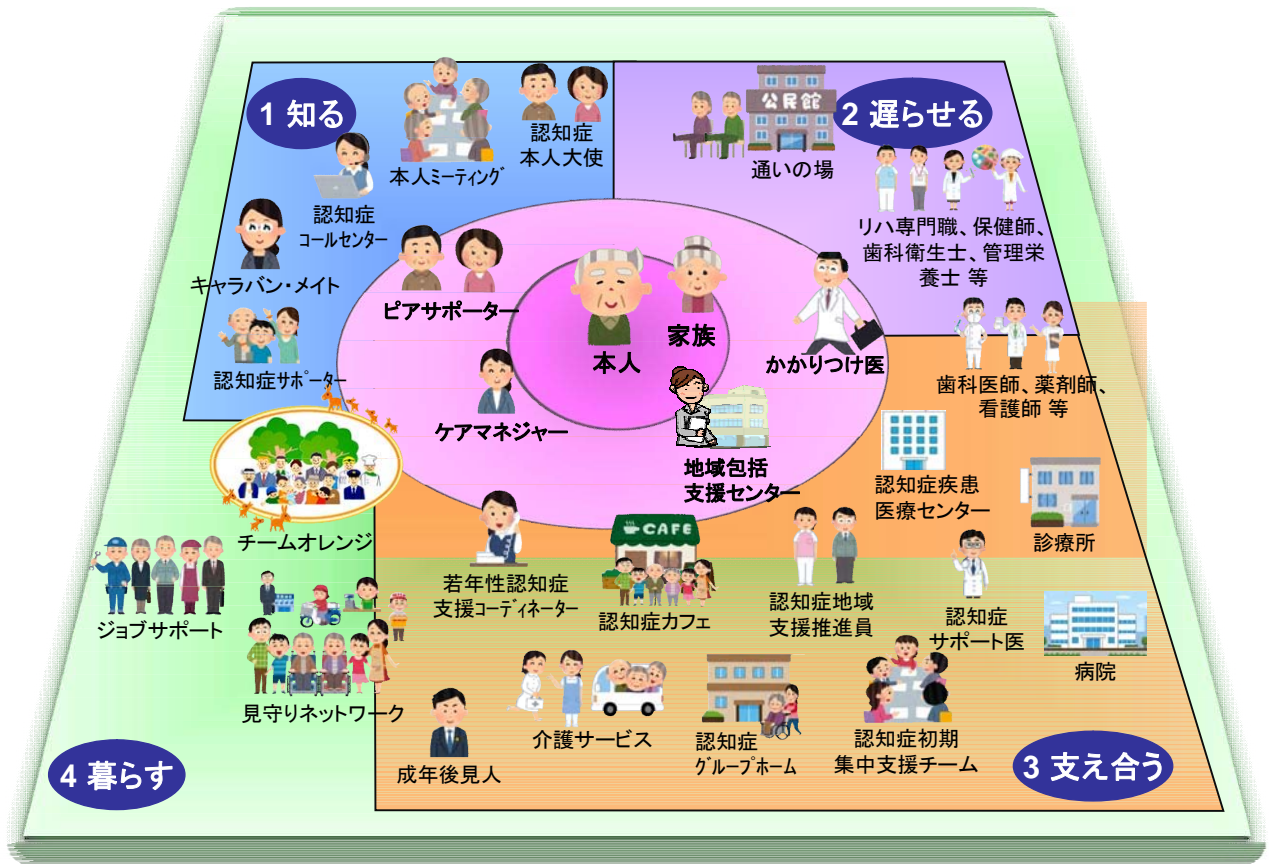 1 知る
認知症
コールセンター
本人ミーティング
認知症
本人大使
キャラバン・メイト
認知症サポーター
2 遅らせる
公民館
通いの場
リハ専門職、保健師、
歯科衛生士、管理栄
養士 等
ピアサポーター
本人
家族
かかりつけ医
ケアマネジャー
地域包括
支援センター
歯科医師、薬剤師、
看護師 等
認知症疾患
医療センター
診療所
チームオレンジ
若年性認知症
支援コーディネーター
CAFE
認知症カフェ
認知症地域
支援推進員
認知症
サポート医
病院
ジョブサポート
見守りネットワーク
成年後見人
介護サービス
認知症
グループホーム
認知症初期
集中支援チーム
3 支え合う
4 暮らす